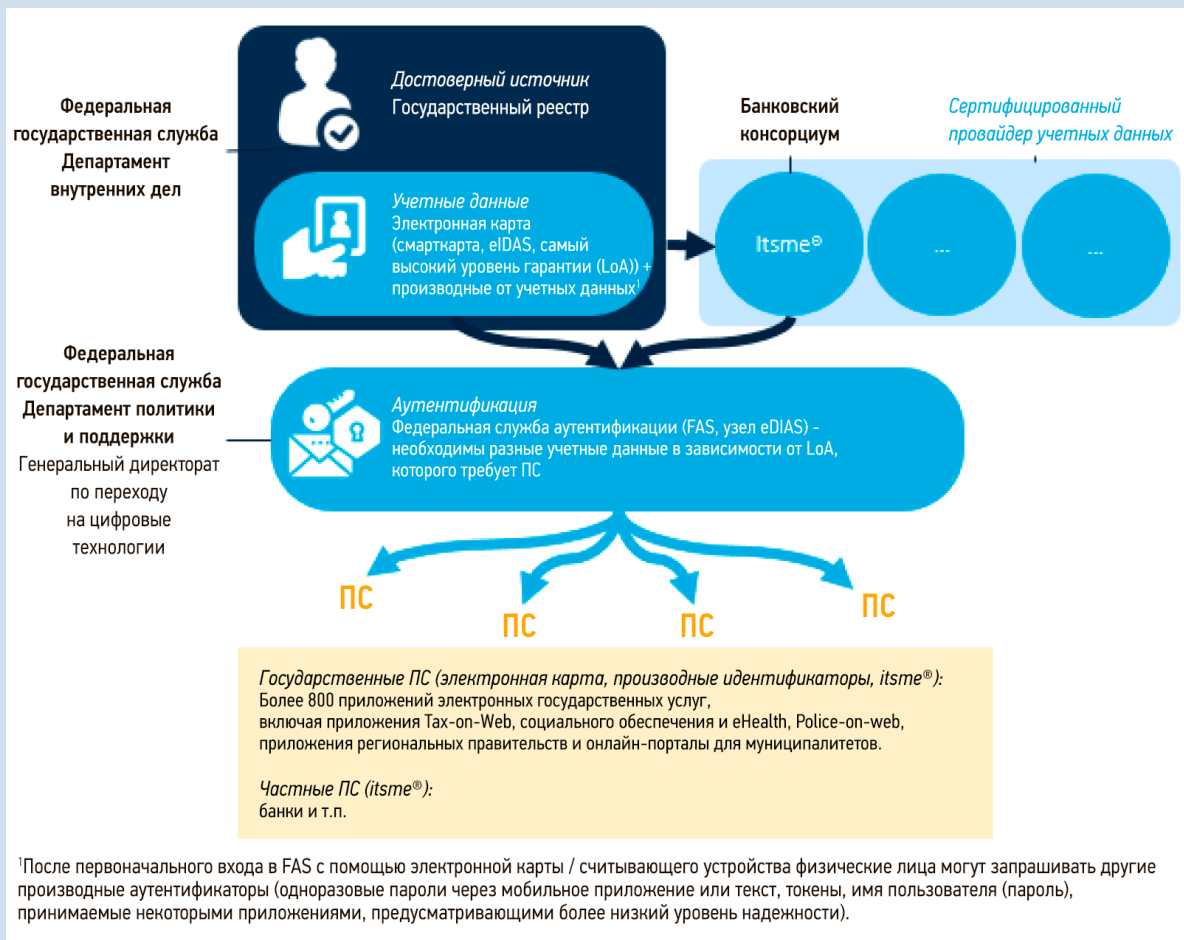 Федеральная
государственная служба
Департамент
внутренних дел
Достоверный источник
Государственный реестр
Учетные данные
Электронная карта
(смарткарта, eIDAS, самый
высокий уровень гарантии (LoA)) +
производные от учетных данных¹
Банковский
консорциум
Сертифицированный
провайдер учетных данных
Itsme®
...
...
Федеральная
государственная служба
Департамент политики
и поддержки
Генеральный директорат
по переходу
на цифровые
технологии
Аутентификация
Федеральная служба аутентификации (FAS, узел eDIAS) -
необходимы разные учетные данные в зависимости от LoA,
которого требует ПС
ПС
ПС
ПС
ПС
Государственные ПС (электронная карта, производные идентификаторы, itsme®):
Более 800 приложений электронных государственных услуг,
включая приложения Tax-on-Web, социального обеспечения и eHealth, Police-on-web,
приложения региональных правительств и онлайн-порталы для муниципалитетов.
Частные ПС (itsme®):
банки и т.п.
¹После первоначального входа в FAS с помощью электронной карты / считывающего устройства физические лица могут запрашивать другие
производные аутентификаторы (одноразовые пароли через мобильное приложение или текст, токены, имя пользователя (пароль),
принимаемые некоторыми приложениями, предусматривающими более низкий уровень надежности).